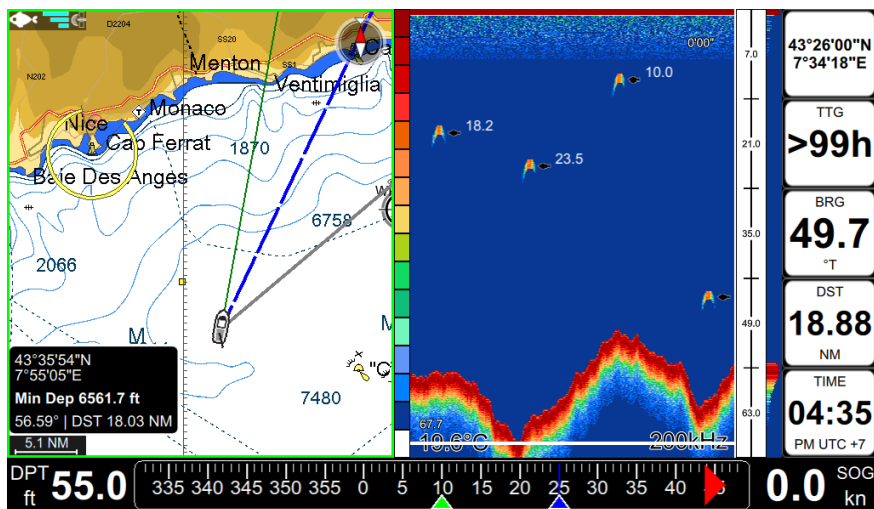 D2204
N202
SS20
SS1
Ca
Menton
Ventimiglia
Monaco
Nice
Cap Ferrat
Baie Des Anges
1870
6758
2066
7480
M
M
"C
W
43°35'54"N
7°55'05"E
Min Dep 6561.7 ft
56.59° | DST 18.03 NM
5.1 NM
0'00"
10.0
18.2
23.5
67.7
19.6°C
200kHz
7.0
21.0
35.0
49.0
63.0
43°26'00"N
7°34'18"E
TTG
>99h
BRG
49.7
°T
DST
18.88
NM
TIME
04:35
PM UTC +7
DPT
ft
55.0
335 340 345 350 355 0 5 10 15 20 25 30 35 40 45
0.0
SOG
kn